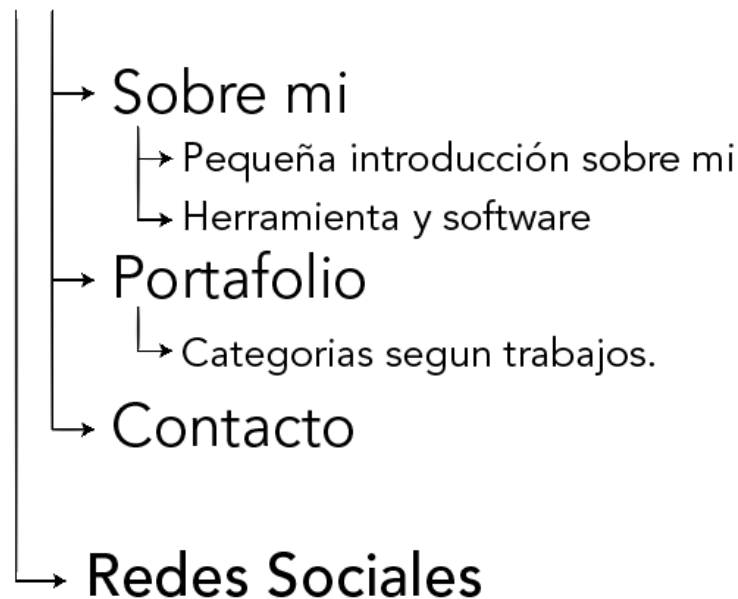 Sobre mi
Pequeña introducción sobre mi
Herramienta y software
Portafolio
Categorias segun trabajos.
Contacto
Redes Sociales